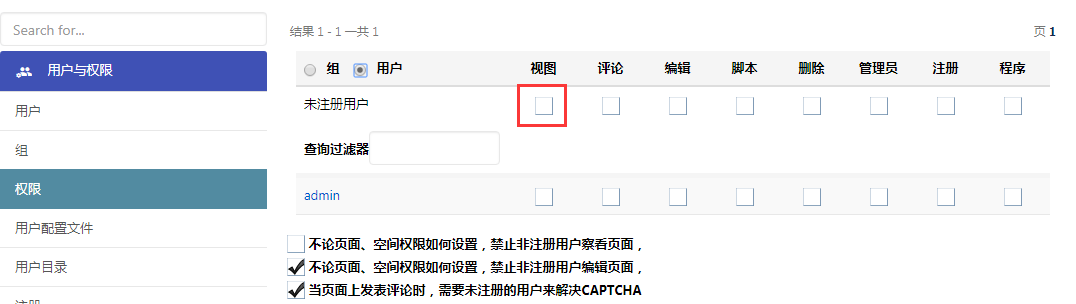 Search for...
用户与权限
用户
组
权限
用户配置文件
用户目录
注册
结果 1 - 1 一共 1
页 1
组 用户 视图 评论 编辑 脚本 删除 管理员 注册 程序
未注册用户
查询过滤器
admin
不论页面、空间权限如何设置，禁止非注册用户察看页面，
不论页面、空间权限如何设置，禁止非注册用户编辑页面，
当页面上发表评论时，需要未注册的用户来解决CAPTCHA